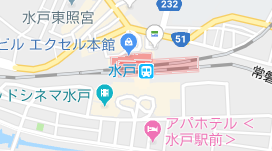 水戸東照宮
232
ビル エクセル本館
51
水戸
常磐
ッドシネマ水戸
アパホテル <
水戸駅前>